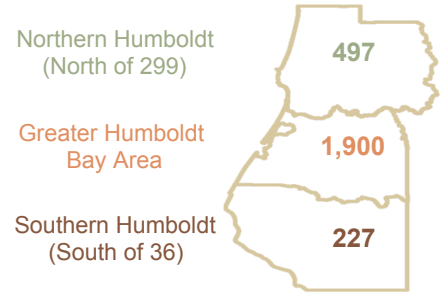 Northern Humboldt
(North of 299)
497
Greater Humboldt
Bay Area
1,900
Southern Humboldt
(South of 36)
227